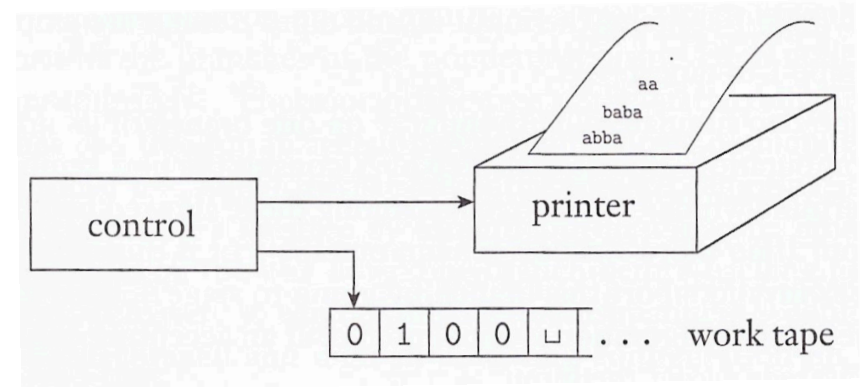 aa
baba
abba
printer
control
0 1 0 0 ␣ ... work tape